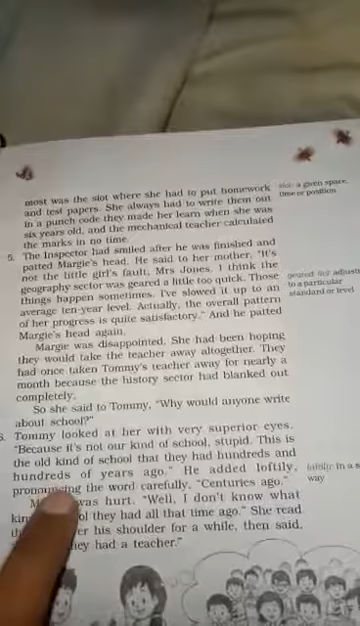 most was the slot where she had to put homework
and test papers. She always had to write them out
in a punch code they made her learn when she was
six years old, and the mechanical teacher calculated
the marks in no time.
slot: a given space,
time or position
5. The Inspector had smiled after he was finished and
patted Margie's head. He said to her mother, "It's
not the little girl's fault, Mrs Jones. I think the
geography sector was geared a little too quick. Those
things happen sometimes. I've slowed it up to an
average ten-year level. Actually, the overall pattern
of her progress is quite satisfactory." And he patted
Margie's head again.
geared to: adjusted
to a particular
standard or level
Margie was disappointed. She had been hoping
they would take the teacher away altogether. They
had once taken Tommy's teacher away for nearly a
month because the history sector had blanked out
completely.
So she said to Tommy, "Why would anyone write
about school?"
6. Tommy looked at her with very superior eyes.
"Because it's not our kind of school, stupid. This is
the old kind of school that they had hundreds and
hundreds of years ago." He added loftily,
pronouncing the word carefully, "Centuries ago."
loftily: in a
way
was hurt. "Well, I don't know what
they had all that time ago." She read
his shoulder for a while, then said,
they had a teacher."